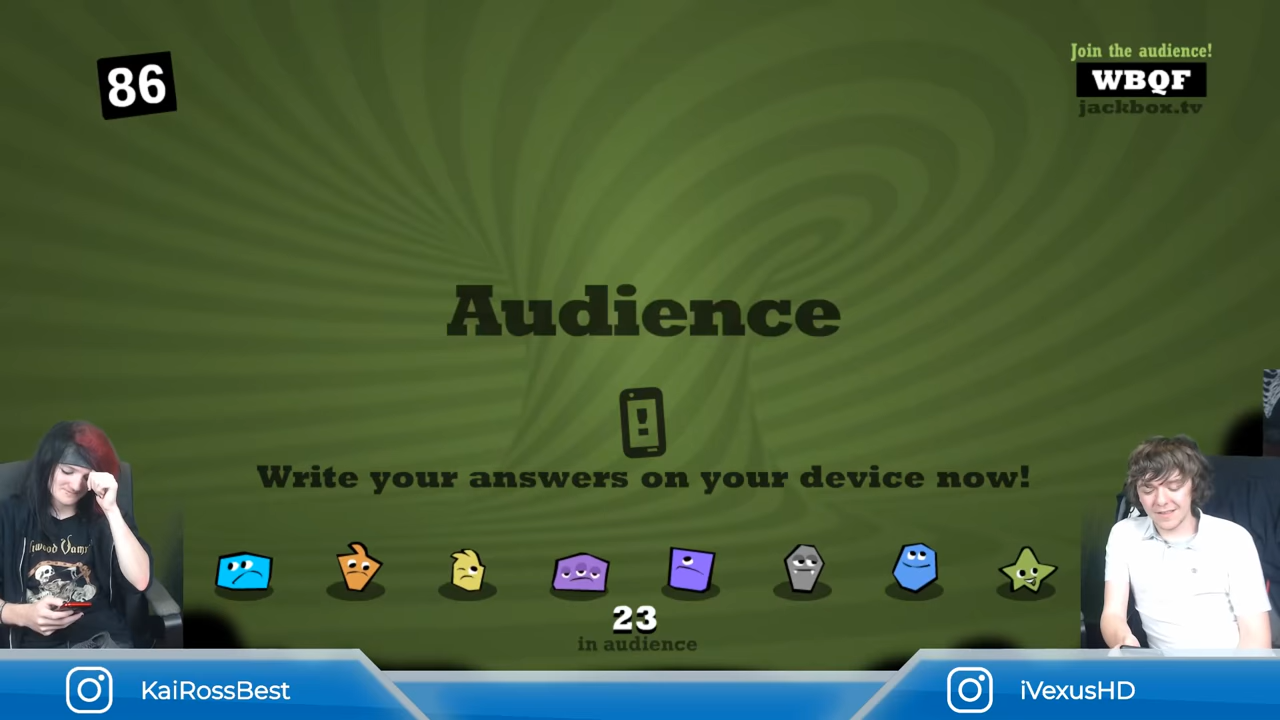 86
Join the audience!
WBQF
jackbox.tv
Audience
!
Write your answers on your device now!
23
in audience
KaiRossBest
iVexusHD